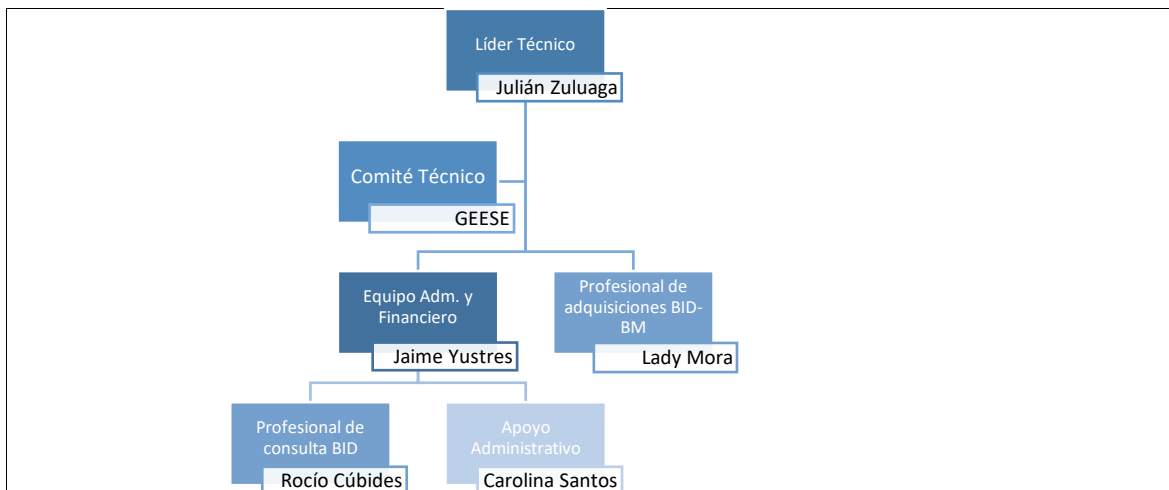 Líder Técnico
Julián Zuluaga
Comité Técnico
GEESE
Equipo Adm. y
Financiero
Jaime Yustres
Profesional de
adquisiciones BID-
BM
Lady Mora
Profesional de
consulta BID
Rocío Cúbides
Apoyo
Administrativo
Carolina Santos